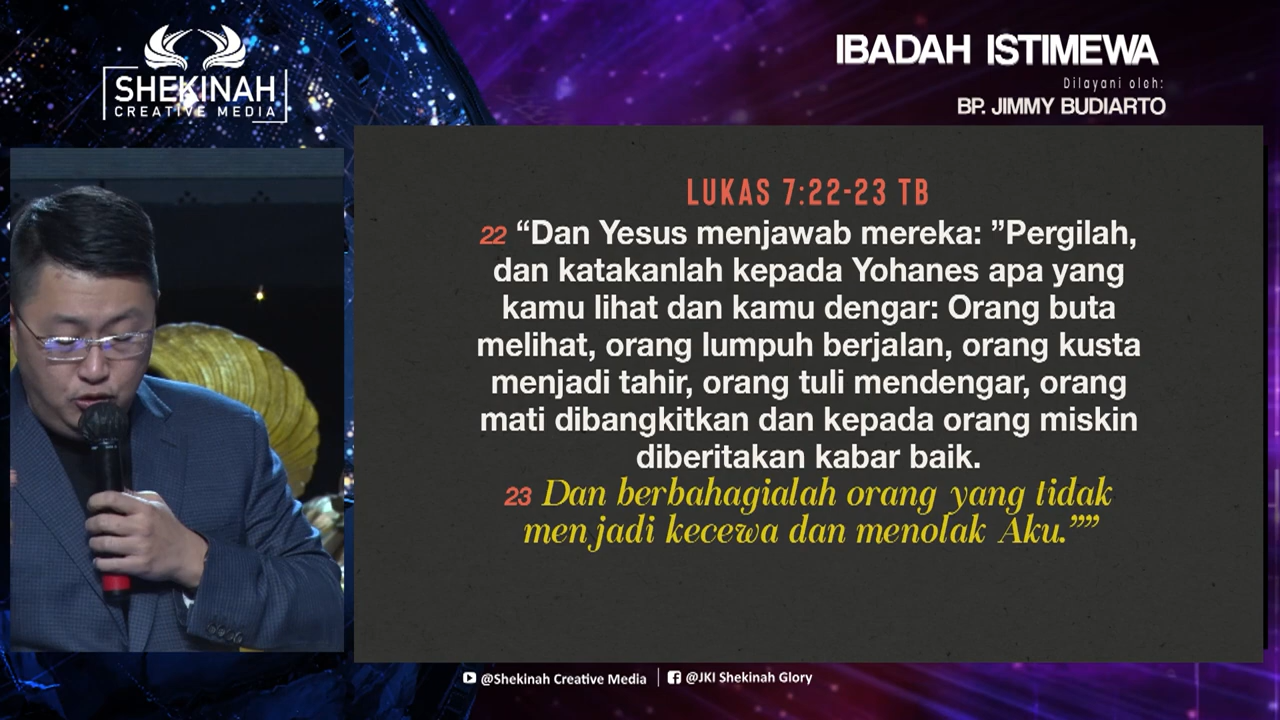 SHEKINAH
CREATIVE MEDIA
IBADAH ISTIMEWA
Dilayani oleh:
BP. JIMMY BUDIARTO
LUKAS 7:22-23 TB
22 “Dan Yesus menjawab mereka: ”Pergilah,
dan katakanlah kepada Yohanes apa yang
kamu lihat dan kamu dengar: Orang buta
melihat, orang lumpuh berjalan, orang kusta
menjadi tahir, orang tuli mendengar, orang
mati dibangkitkan dan kepada orang miskin
diberitakan kabar baik.
23 Dan berbahagialah orang yang tidak
menjadi kecewa dan menolak Aku.””
@Shekinah Creative Media | @JKI Shekinah Glory